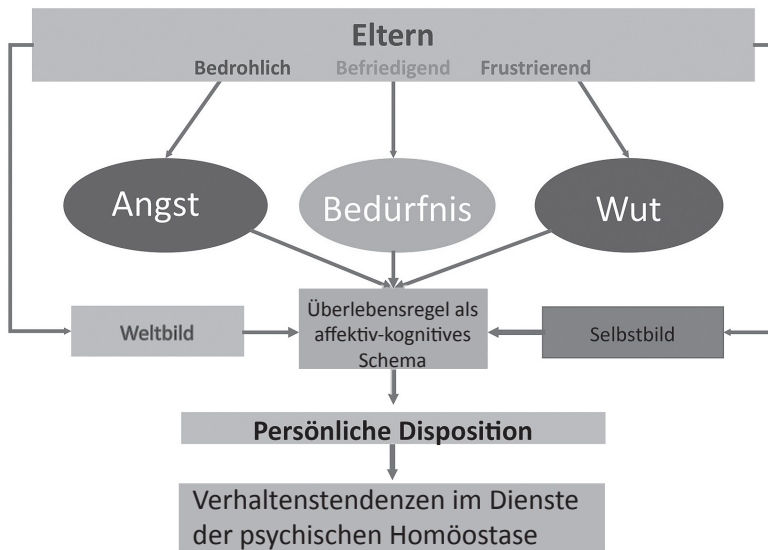 Eltern
Bedrohlich Befriedigend Frustrierend
Angst Bedürfnis Wut
Weltbild
Überlebensregel als
affektiv-kognitives
Schema
Selbstbild
Persönliche Disposition
Verhaltenstendenzen im Dienste
der psychischen Homöostase